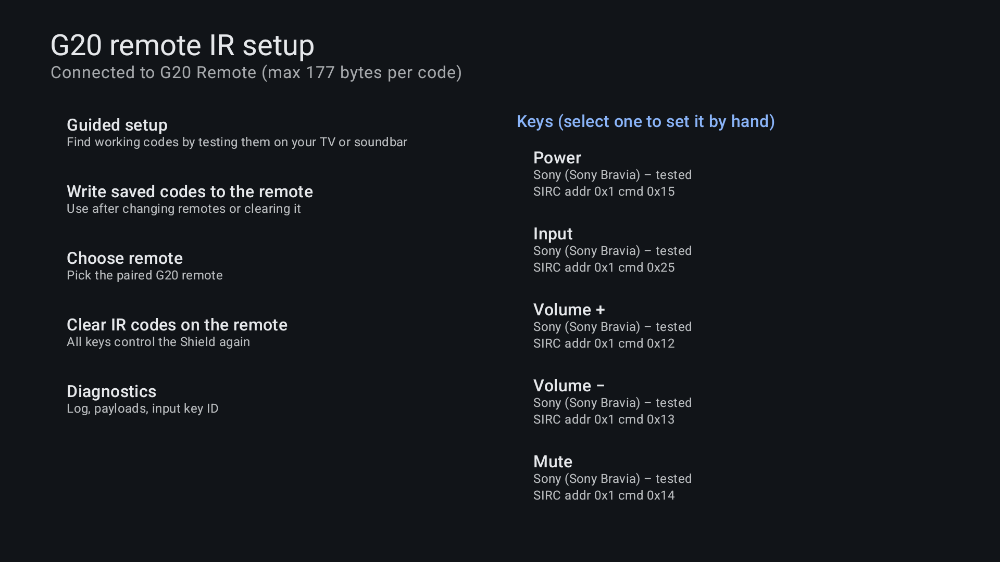 G20 remote IR setup
Connected to G20 Remote (max 177 bytes per code)
Guided setup
Find working codes by testing them on your TV or soundbar
Write saved codes to the remote
Use after changing remotes or clearing it
Choose remote
Pick the paired G20 remote
Clear IR codes on the remote
All keys control the Shield again
Diagnostics
Log, payloads, input key ID
Keys (select one to set it by hand)
Power
Sony (Sony Bravia) – tested
SIRC addr 0x1 cmd 0x15
Input
Sony (Sony Bravia) – tested
SIRC addr 0x1 cmd 0x25
Volume +
Sony (Sony Bravia) – tested
SIRC addr 0x1 cmd 0x12
Volume −
Sony (Sony Bravia) – tested
SIRC addr 0x1 cmd 0x13
Mute
Sony (Sony Bravia) – tested
SIRC addr 0x1 cmd 0x14